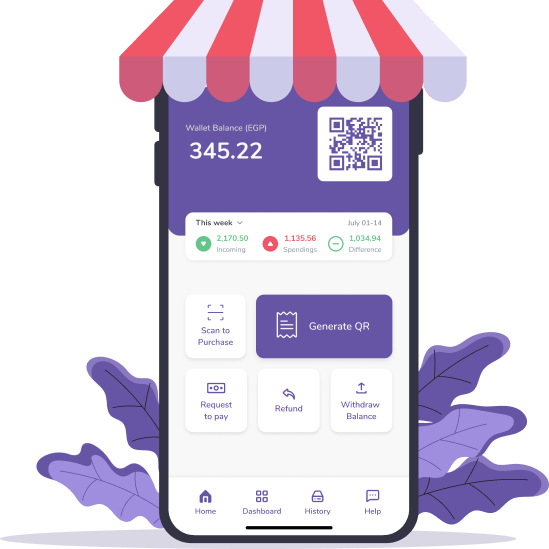 Wallet Balance (EGP)
345.22
This week
July 01-14
2,170.50
1,135.56
1,034.94
Incoming
Spendings
Difference
Scan to
Purchase
Generate QR
Request
to pay
Refund
Withdraw
Balance
Home
Dashboard
History
Help